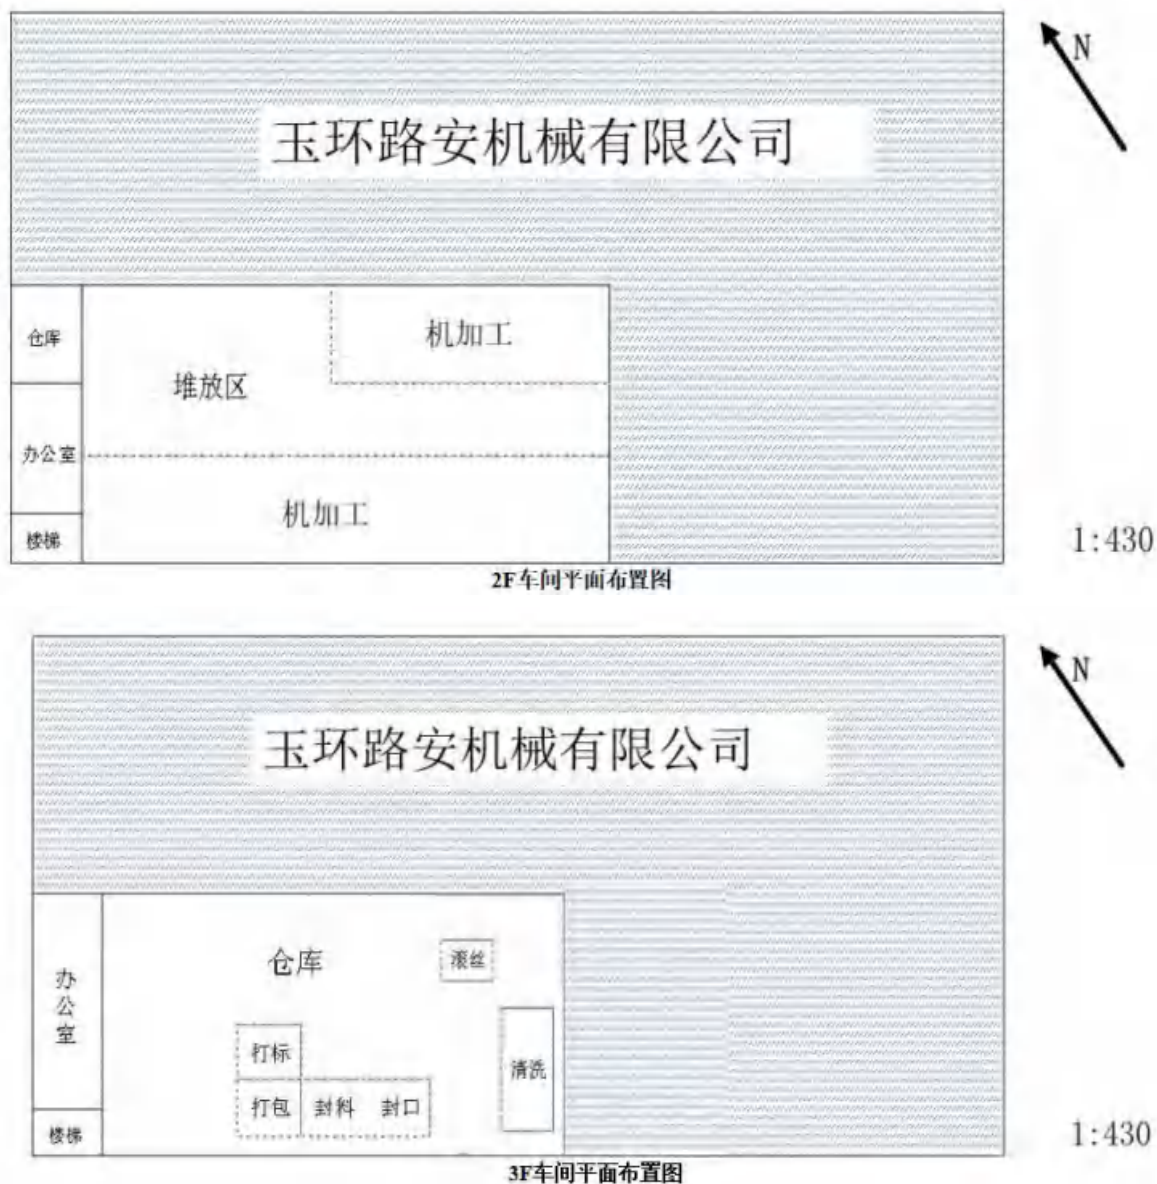 N
玉环路安机械有限公司
仓库
机加工
堆放区
办公室
机加工
楼梯
1:430
2F车间平面布置图
N
玉环路安机械有限公司
仓库
滚丝
办公室
打标
清洗
打包
封料
封口
楼梯
1:430
3F车间平面布置图